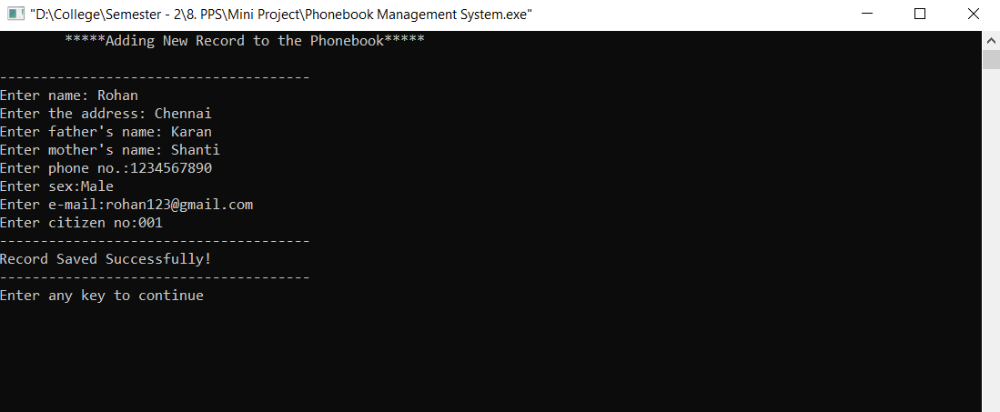 "D:\College\Semester - 2\8. PPS\Mini Project\Phonebook Management System.exe"
*****Adding New Record to the Phonebook*****
--------------------------------------
Enter name: Rohan
Enter the address: Chennai
Enter father's name: Karan
Enter mother's name: Shanti
Enter phone no.:1234567890
Enter sex:Male
Enter e-mail:rohan123@gmail.com
Enter citizen no:001
--------------------------------------
Record Saved Successfully!
--------------------------------------
Enter any key to continue